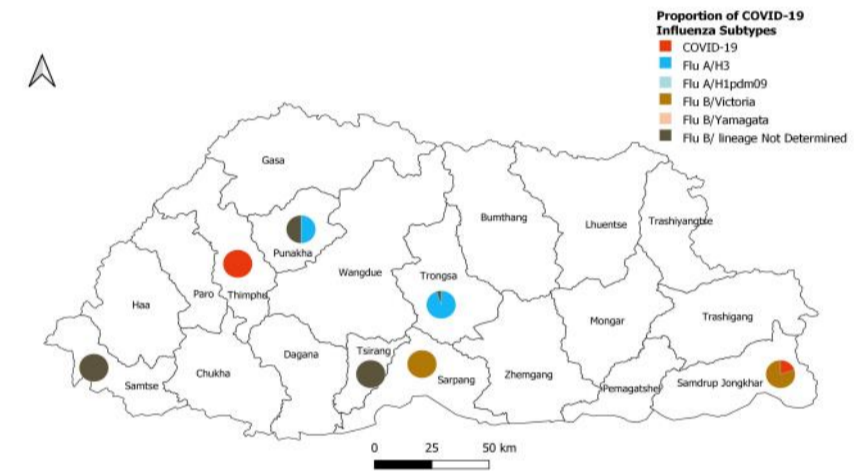 Proportion of COVID-19
Influenza Subtypes
COVID-19
Flu A/H3
Flu A/H1pdm09
Flu B/Victoria
Flu B/Yamagata
Flu B/ lineage Not Determined
Gasa
Punakha
Bumthang
Lhuentse
Trashiyangtse
Wangdue
Trongsa
Haa
Paro
Thimphu
Mongar
Trashigang
Tsirang
Dagana
Chukha
Samtse
Sarpang
Zhemgang
Pemagatshel
Samdrup Jongkhar
0 25 50 km